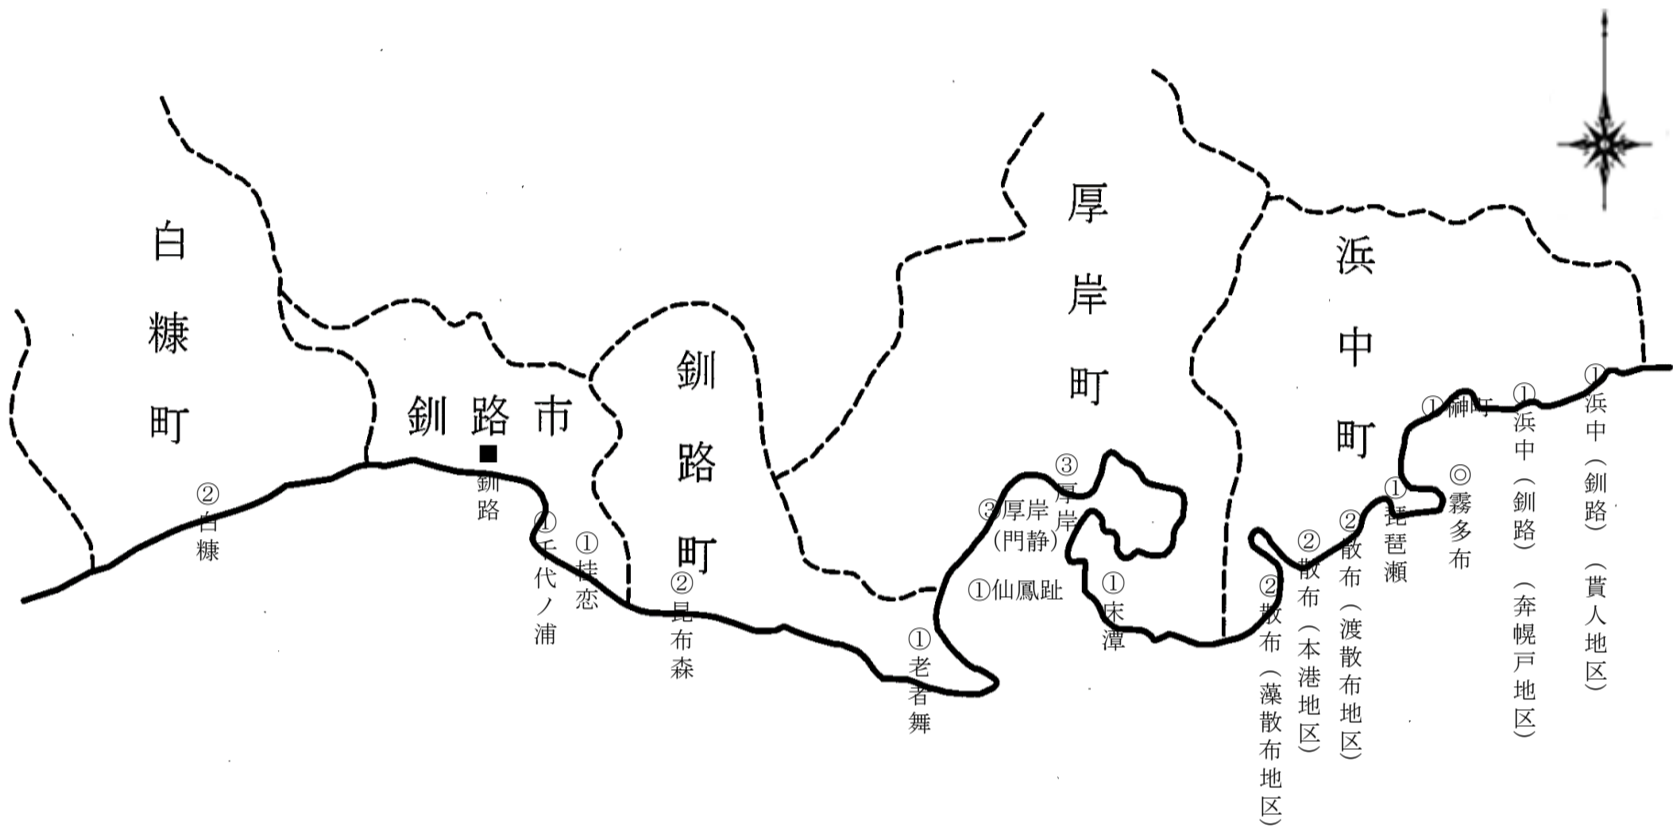 白糠町
釧路市
釧路町
厚岸町
浜中町
②白糠
■釧路
①千代ノ浦
①桂恋
②昆布森
①老者舞
①仙鳳趾
③厚岸
(門静)
③厚岸
①床潭
②散布(藻散布地区)
②散布(本港地区)
②散布(渡散布地区)
①琵琶瀬
◎霧多布
①榊町
①浜中(釧路)(奔幌戸地区)
①浜中(釧路)(貰人地区)